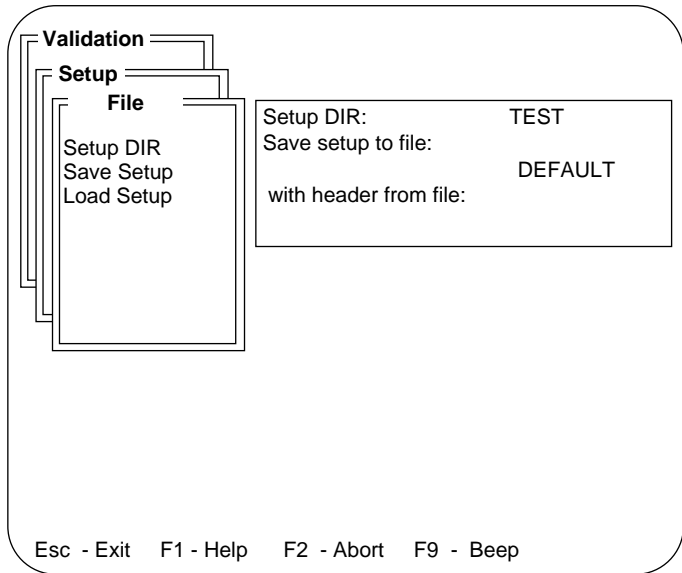 Validation
Setup
File
Setup DIR
Save Setup
Load Setup
Setup DIR: TEST
Save setup to file:
DEFAULT
with header from file:
Esc - Exit F1 - Help F2 - Abort F9 - Beep